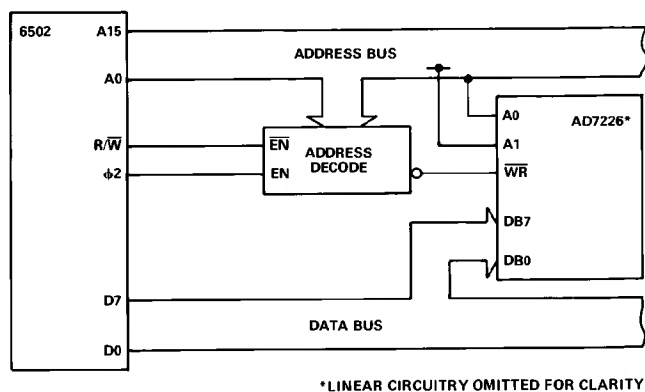 6502
A15
ADDRESS BUS
A0
A0
AD7226*
R/W̅
E̅N̅
ADDRESS
DECODE
A1
ϕ2
EN
W̅R̅
DB7
DB0
D7
DATA BUS
D0
*LINEAR CIRCUITRY OMITTED FOR CLARITY